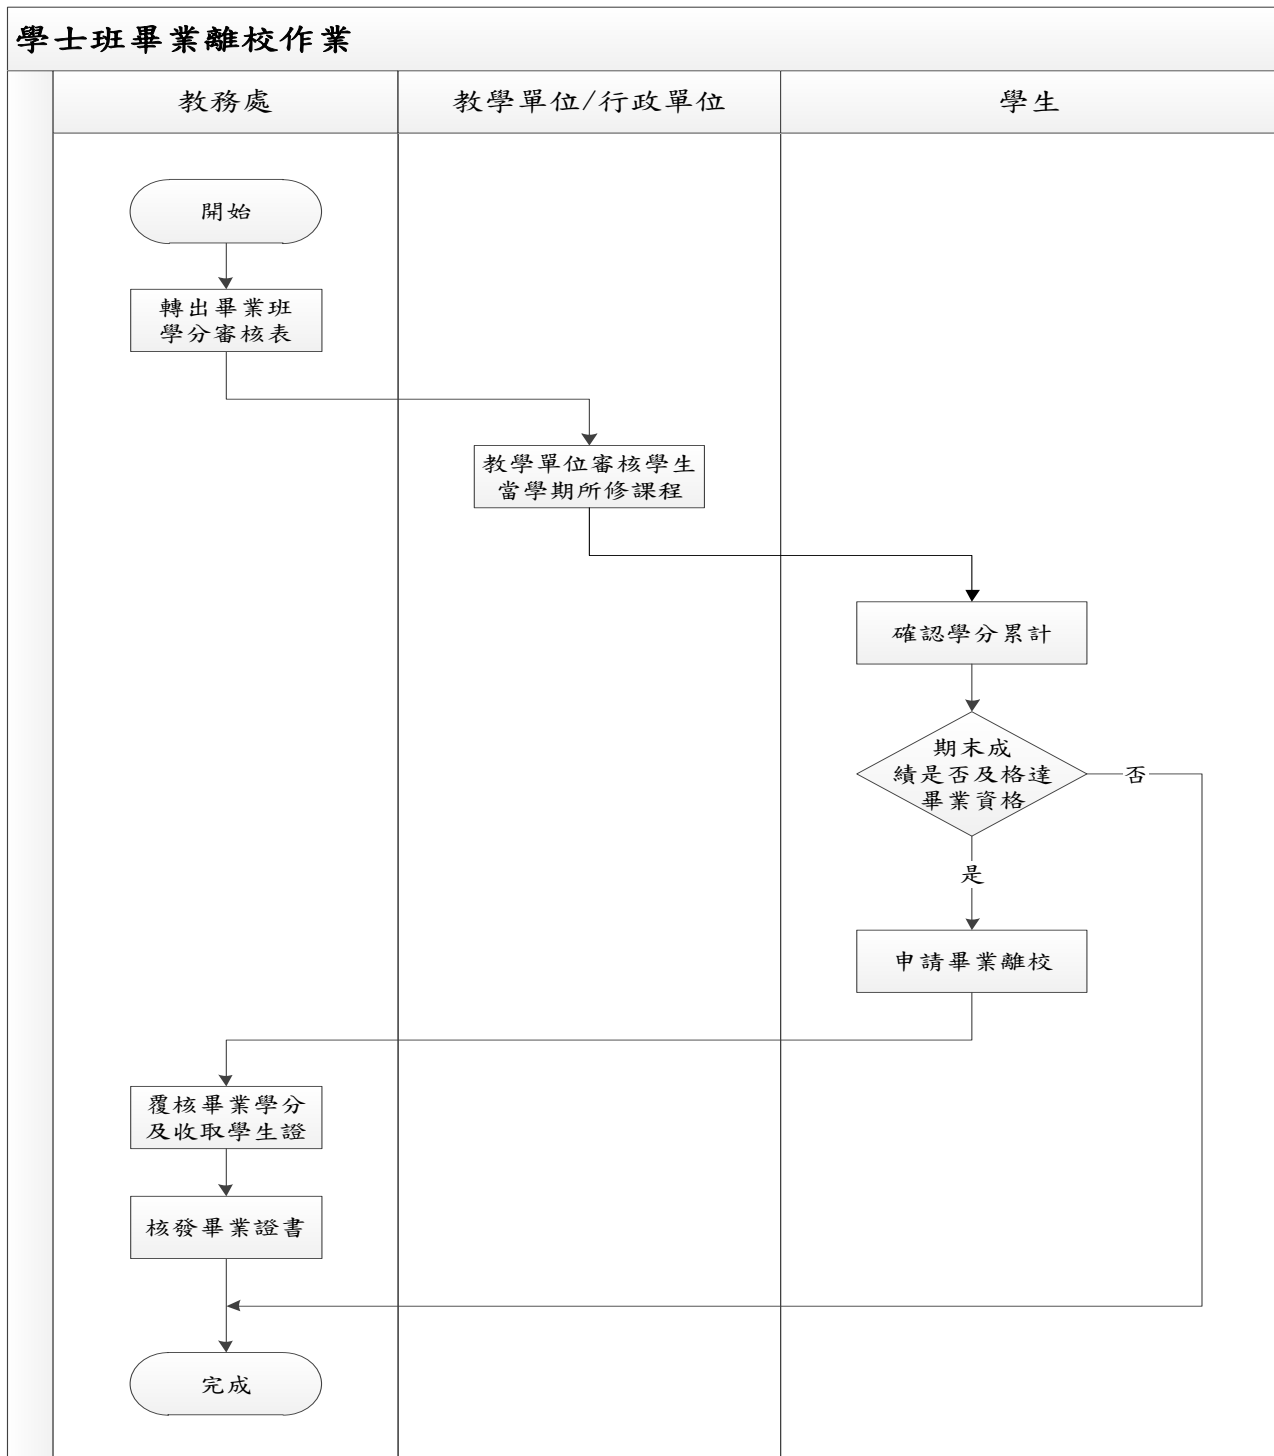 學士班畢業離校作業
教務處
教學單位/行政單位
學生
開始
轉出畢業班
學分審核表
教學單位審核學生
當學期所修課程
確認學分累計
期末成
績是否及格達
畢業資格
否
是
申請畢業離校
覆核畢業學分
及收取學生證
核發畢業證書
完成